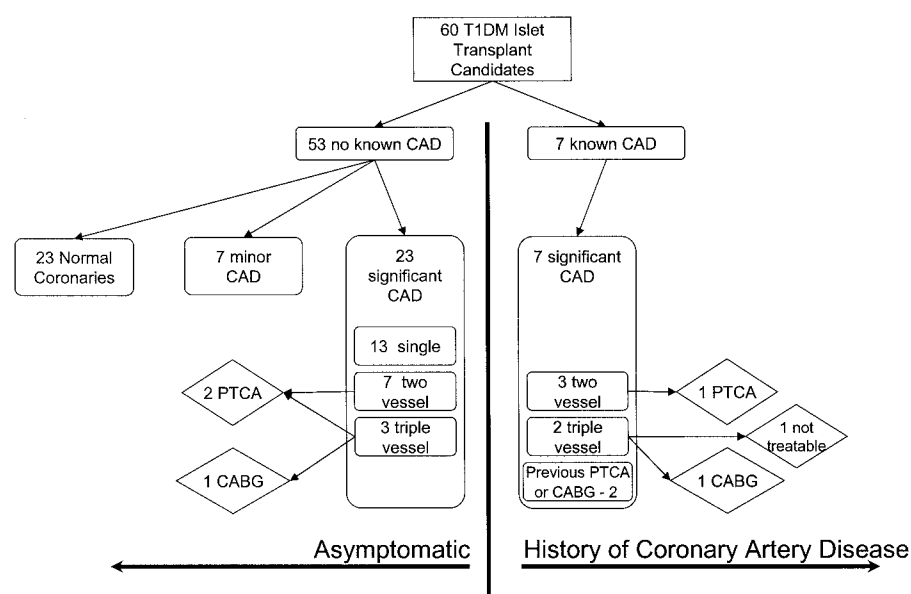 60 T1DM Islet
Transplant
Candidates
53 no known CAD
7 known CAD
23 Normal
Coronaries
7 minor
CAD
23
significant
CAD
7 significant
CAD
13 single
2 PTCA
7 two
vessel
3 two
vessel
1 PTCA
3 triple
vessel
2 triple
vessel
1 not
treatable
1 CABG
Previous PTCA
or CABG - 2
1 CABG
Asymptomatic
History of Coronary Artery Disease